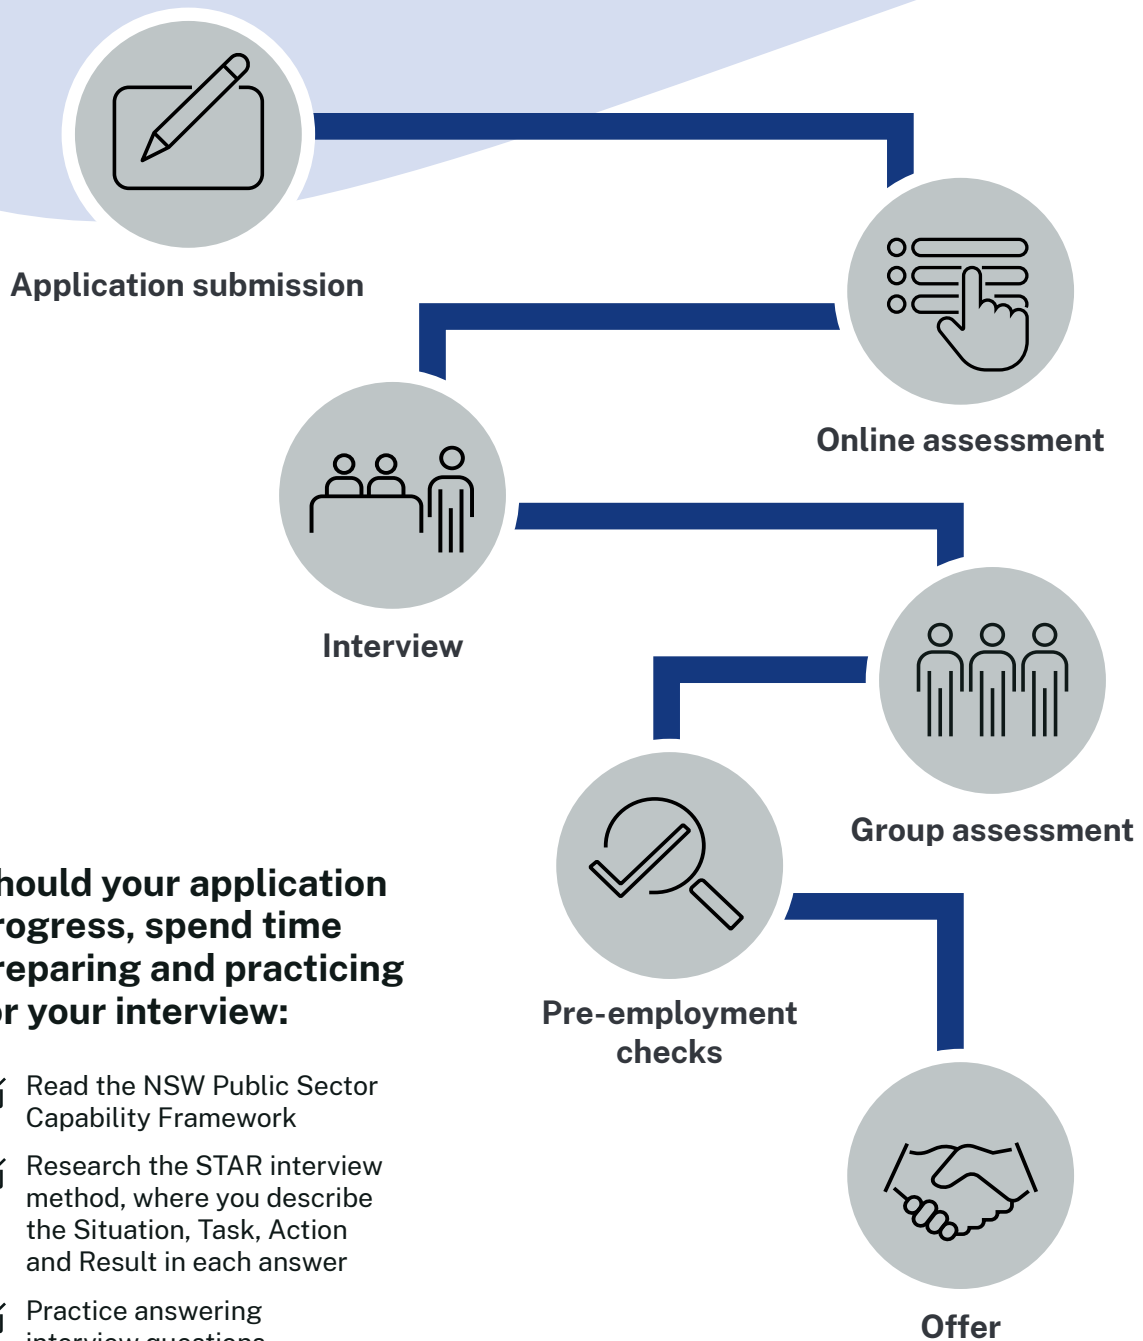 Application submission
Online assessment
Interview
Group assessment
Pre-employment
checks
Offer
hould your application
rogress, spend time
reparing and practicing
r your interview:
Read the NSW Public Sector
Capability Framework
Research the STAR interview
method, where you describe
the Situation, Task, Action
and Result in each answer
Practice answering
interview questions